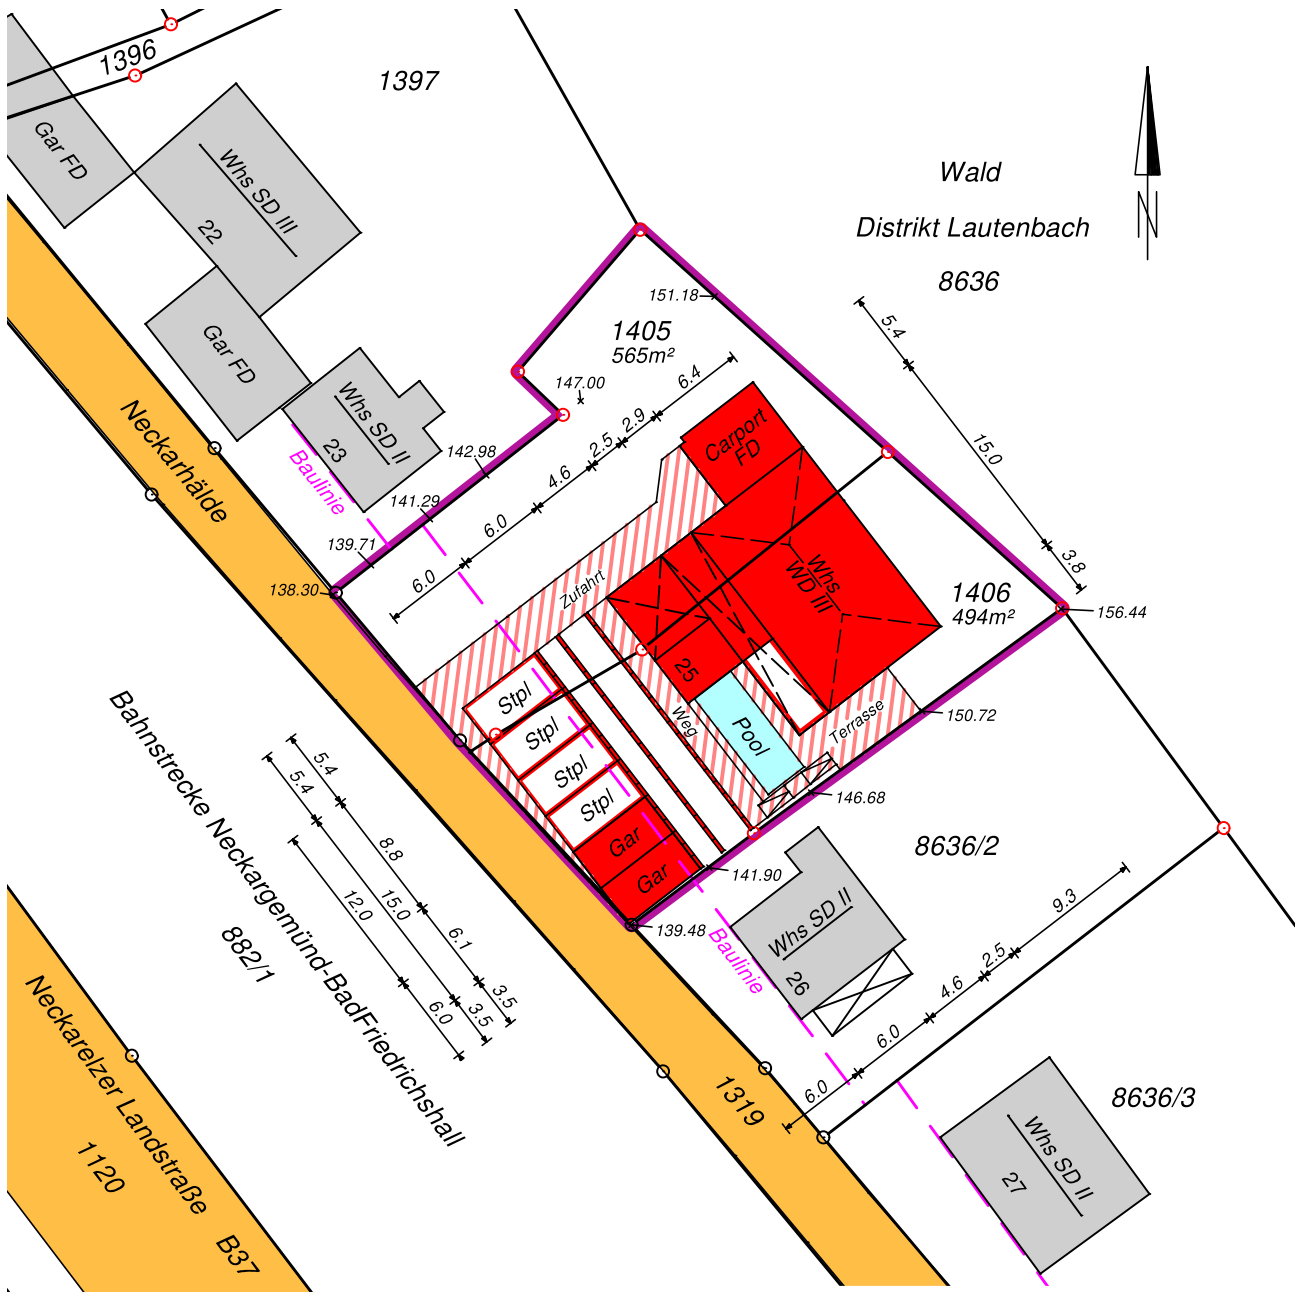 1396
1397
Gar FD
Whs SD III
22
Wald
Distrikt Lautenbach
8636
N
Gar FD
151.18
1405
565m²
147.00
5.4
15.0
3.8
Neckarhälde
Whs SD II
23
Baulinie
142.98
141.29
139.71
138.30
6.0
6.0
4.6
2.5
2.9
6.4
Carport
FD
Zufahrt
Whs
WD III
1406
494m²
156.44
25
Stpl
Stpl
Stpl
Stpl
Gar
Gar
Weg
Pool
Terrasse
150.72
146.68
141.90
139.48
8636/2
Bahnstrecke Neckargemünd-BadFriedrichshall
882/1
5.4
5.4
8.8
12.0
15.0
6.1
6.0
3.5
3.5
Baulinie
Whs SD II
26
6.0
6.0
4.6
2.5
9.3
1319
8636/3
Whs SD II
27
Neckarelzer Landstraße B37
1120